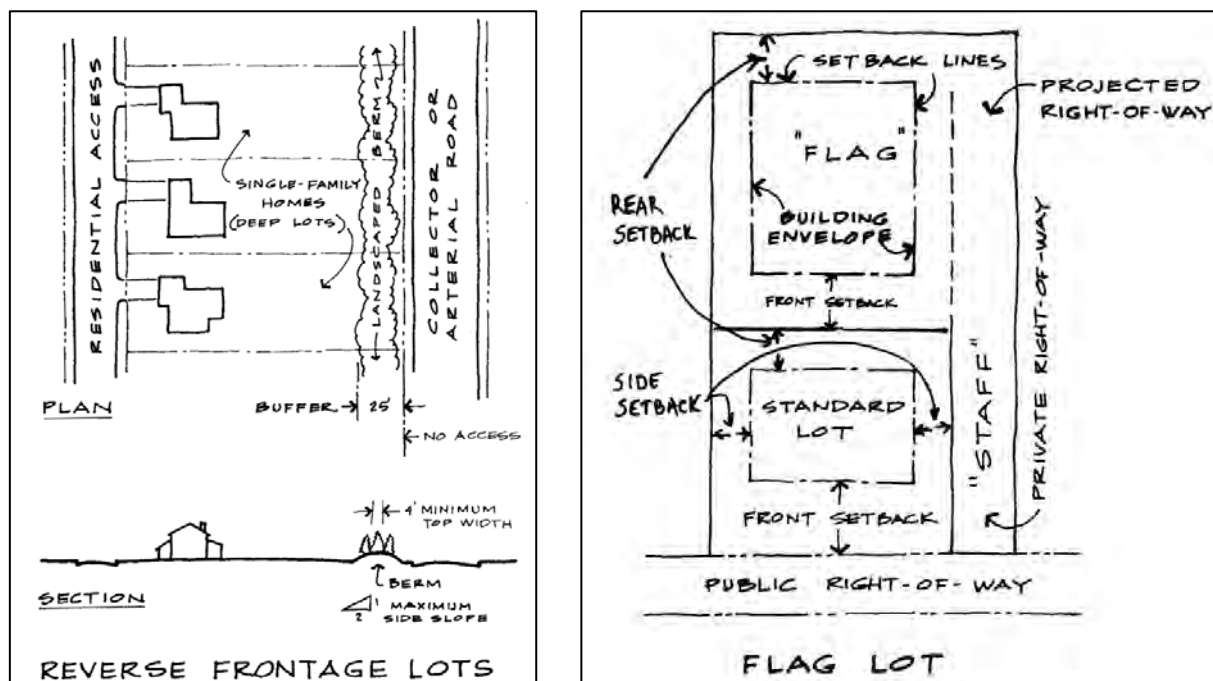 RESIDENTIAL ACCESS
SINGLE-FAMILY
HOMES
(DEEP LOTS)
LANDSCAPED BERM
COLLECTOR OR
ARTERIAL ROAD
PLAN
BUFFER
25'
NO ACCESS
4' MINIMUM
TOP WIDTH
BERM
SECTION
1
2
MAXIMUM
SIDE SLOPE
REVERSE FRONTAGE LOTS
SETBACK LINES
PROJECTED
RIGHT-OF-WAY
"FLAG"
REAR
SETBACK
BUILDING
ENVELOPE
FRONT SETBACK
SIDE
SETBACK
STANDARD
LOT
"STAFF"
PRIVATE RIGHT-OF-WAY
FRONT SETBACK
PUBLIC RIGHT-OF-WAY
FLAG LOT